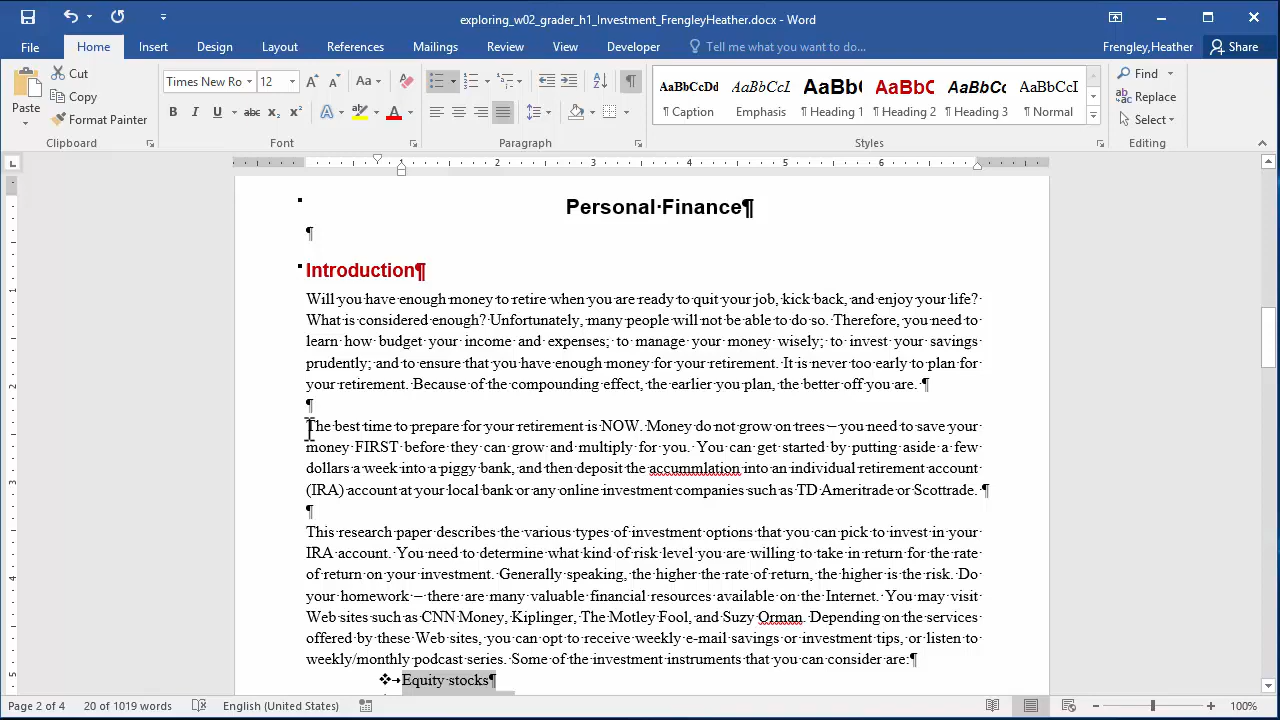 exploring_w02_grader_h1_Investment_FrengleyHeather.docx - Word
File Home Insert Design Layout References Mailings Review View Developer Tell me what you want to do... Frengley,Heather Share
Paste Cut Copy Format Painter
Clipboard
Times New Ro 12 Aa
B I U abc X₂ X² A A
Font
Paragraph
AaBbCcDd AaBbCcI AaBbC AaBbC AaBbCc AaBbCcI
¶ Caption Emphasis ¶ Heading 1 ¶ Heading 2 ¶ Heading 3 ¶ Normal
Styles
Find
Replace
Select
Editing
1 2 3 4 5 6
Personal·Finance¶
¶
Introduction¶
Will you have enough money to retire when you are ready to quit your job, kick back, and enjoy your life?
What is considered enough? Unfortunately, many people will not be able to do so. Therefore, you need to
learn how budget your income and expenses; to manage your money wisely; to invest your savings
prudently; and to ensure that you have enough money for your retirement. It is never too early to plan for
your retirement. Because of the compounding effect, the earlier you plan, the better off you are. ¶
¶
The best time to prepare for your retirement is NOW. Money do not grow on trees – you need to save your
money FIRST before they can grow and multiply for you. You can get started by putting aside a few
dollars a week into a piggy bank, and then deposit the accummlation into an individual retirement account
(IRA) account at your local bank or any online investment companies such as TD Ameritrade or Scottrade. ¶
¶
This research paper describes the various types of investment options that you can pick to invest in your
IRA account. You need to determine what kind of risk level you are willing to take in return for the rate
of return on your investment. Generally speaking, the higher the rate of return, the higher is the risk. Do
your homework – there are many valuable financial resources available on the Internet. You may visit
Web sites such as CNN Money, Kiplinger, The Motley Fool, and Suzy Orman. Depending on the services
offered by these Web sites, you can opt to receive weekly e-mail savings or investment tips, or listen to
weekly/monthly podcast series. Some of the investment instruments that you can consider are:¶
❖→Equity stocks¶
Page 2 of 4 20 of 1019 words English (United States) 100%